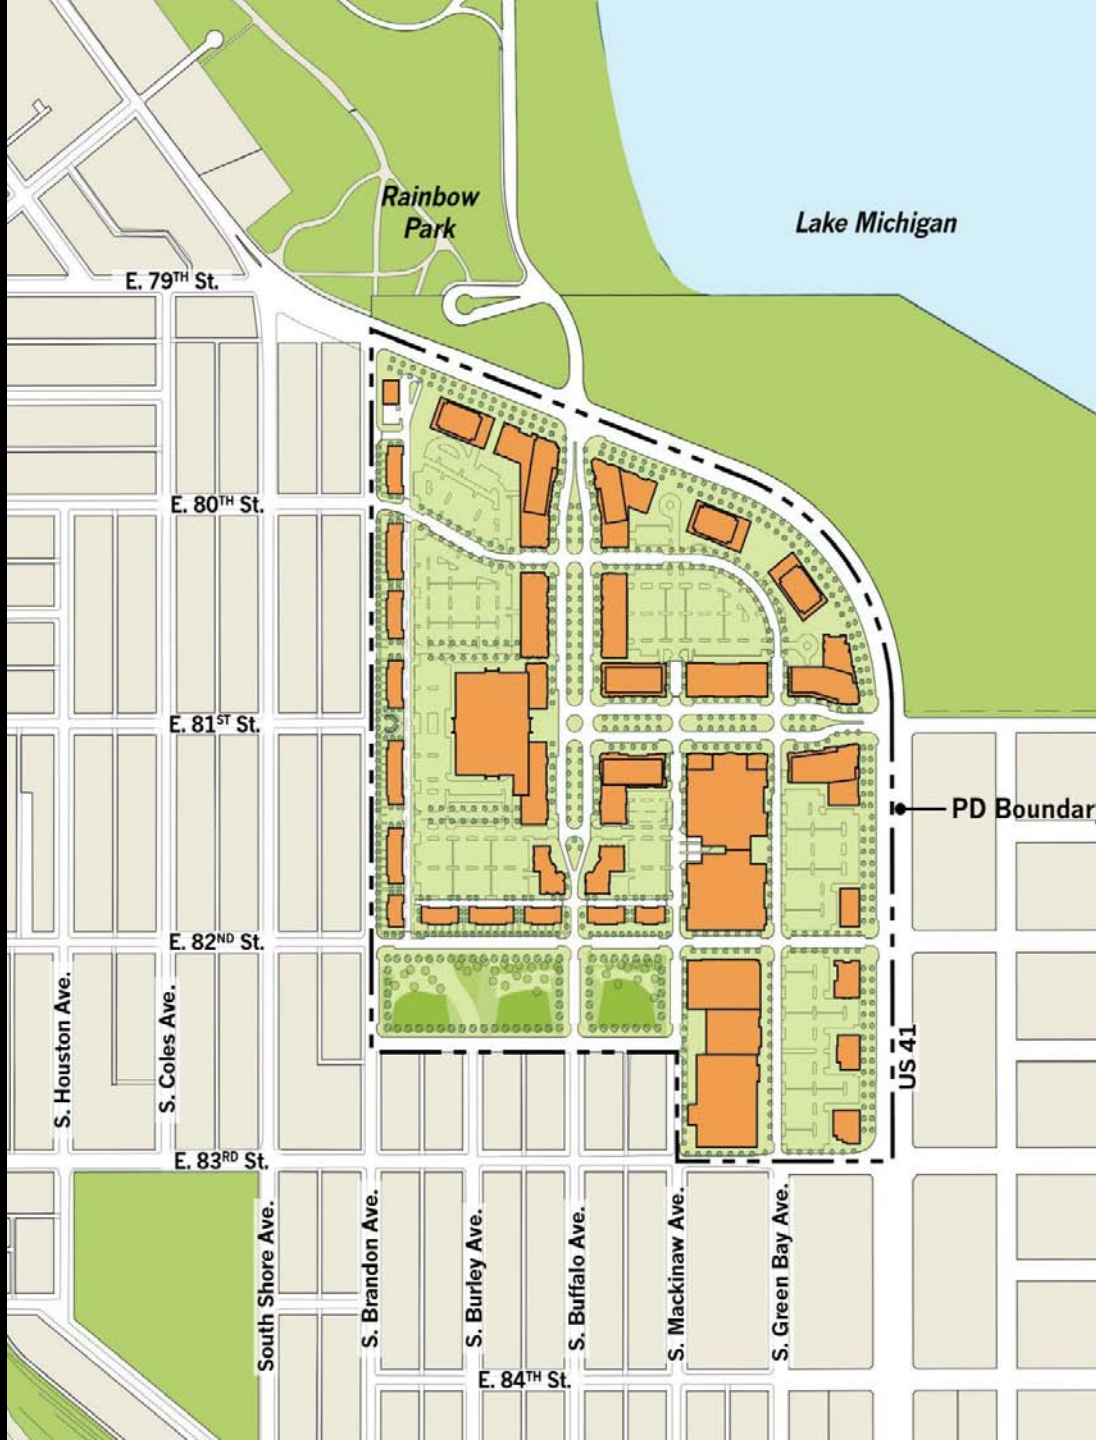 Rainbow
Park
Lake Michigan
E. 79TH St.
E. 80TH St.
E. 81ST St.
PD Boundar
E. 82ND St.
S. Houston Ave.
S. Coles Ave.
US 41
E. 83RD St.
South Shore Ave.
S. Brandon Ave.
S. Burley Ave.
S. Buffalo Ave.
S. Mackinaw Ave.
S. Green Bay Ave.
E. 84TH St.